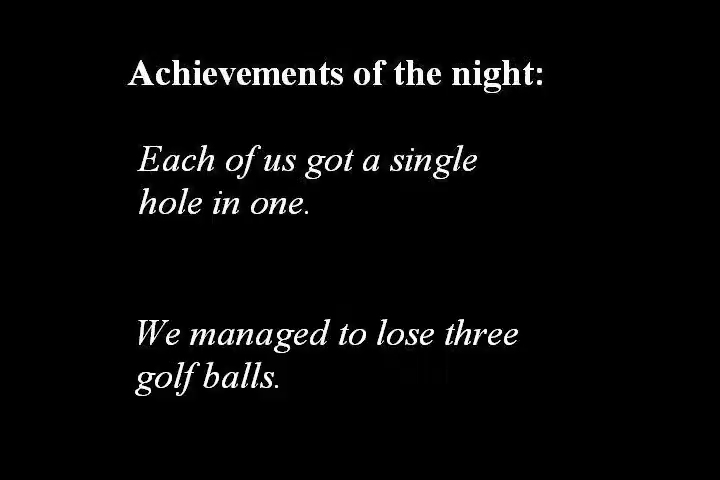 Achievements of the night:
Each of us got a single
hole in one.
We managed to lose three
golf balls.